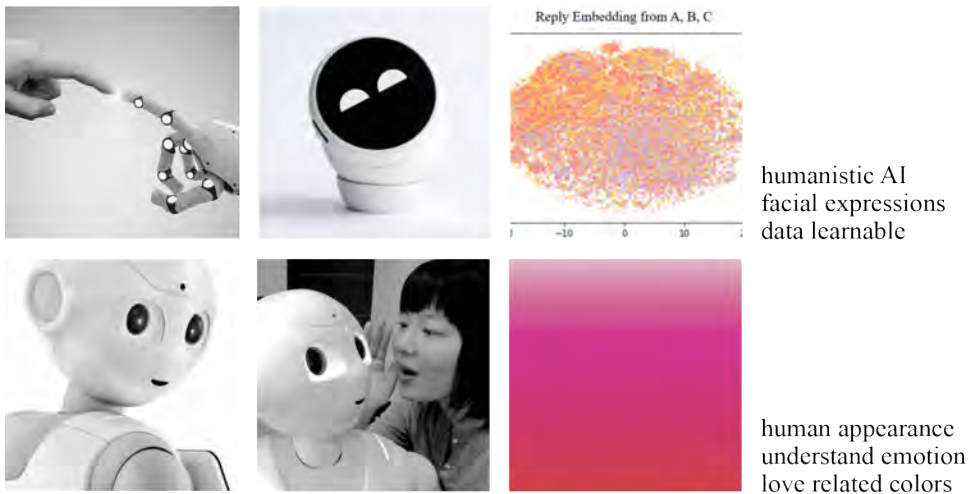 Reply Embedding from A, B, C
−10 0 10 2
humanistic AI
facial expressions
data learnable
human appearance
understand emotion
love related colors